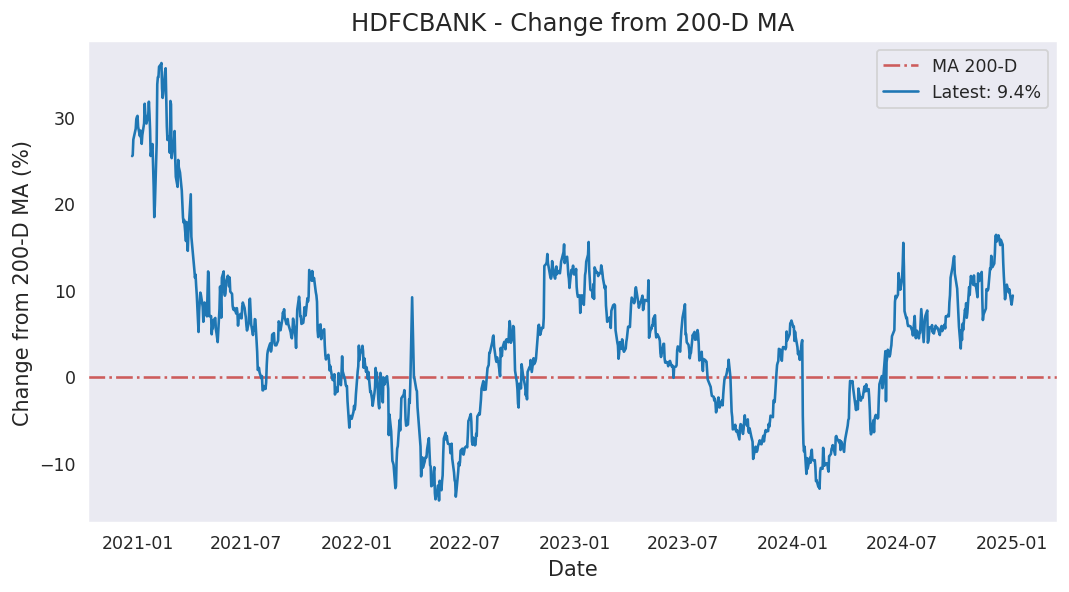 HDFCBANK - Change from 200-D MA
MA 200-D
Latest: 9.4%
Change from 200-D MA (%)
30
20
10
0
−10
2021-01 2021-07 2022-01 2022-07 2023-01 2023-07 2024-01 2024-07 2025-01
Date